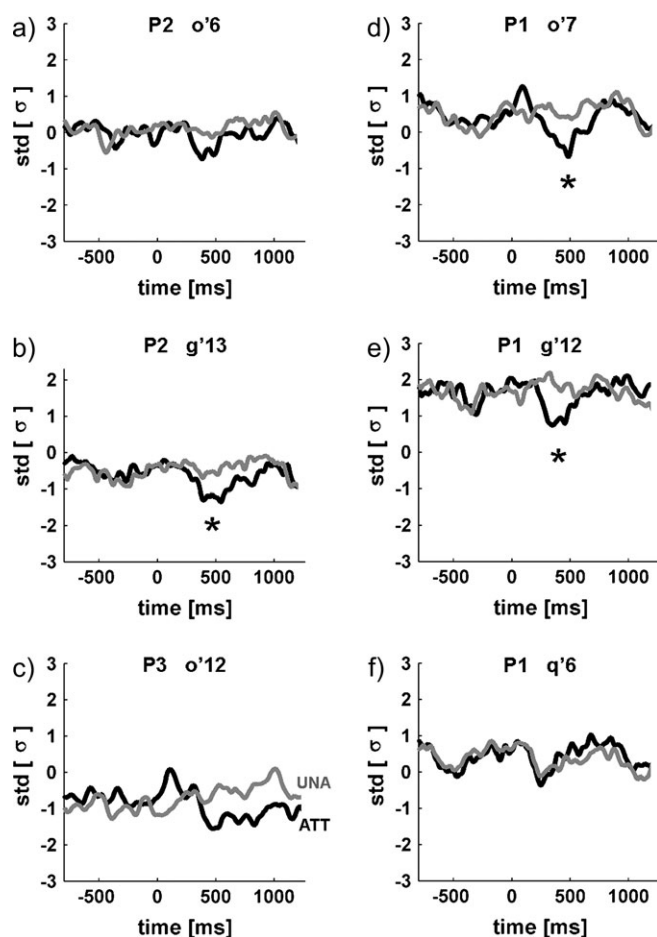 a)
P2 o'6
3
2
1
0
-1
-2
-3
std [ σ ]
-500 0 500 1000
time [ms]
b)
P2 g'13
2
1
0
-1
-2
-3
std [ σ ]
*
-500 0 500 1000
time [ms]
c)
P3 o'12
3
2
1
0
-1
-2
-3
std [ σ ]
UNA
ATT
-500 0 500 1000
time [ms]
d)
P1 o'7
3
2
1
0
-1
-2
-3
std [ σ ]
*
-500 0 500 1000
time [ms]
e)
P1 g'12
3
2
1
0
-1
-2
-3
std [ σ ]
*
-500 0 500 1000
time [ms]
f)
P1 q'6
3
2
1
0
-1
-2
-3
std [ σ ]
-500 0 500 1000
time [ms]